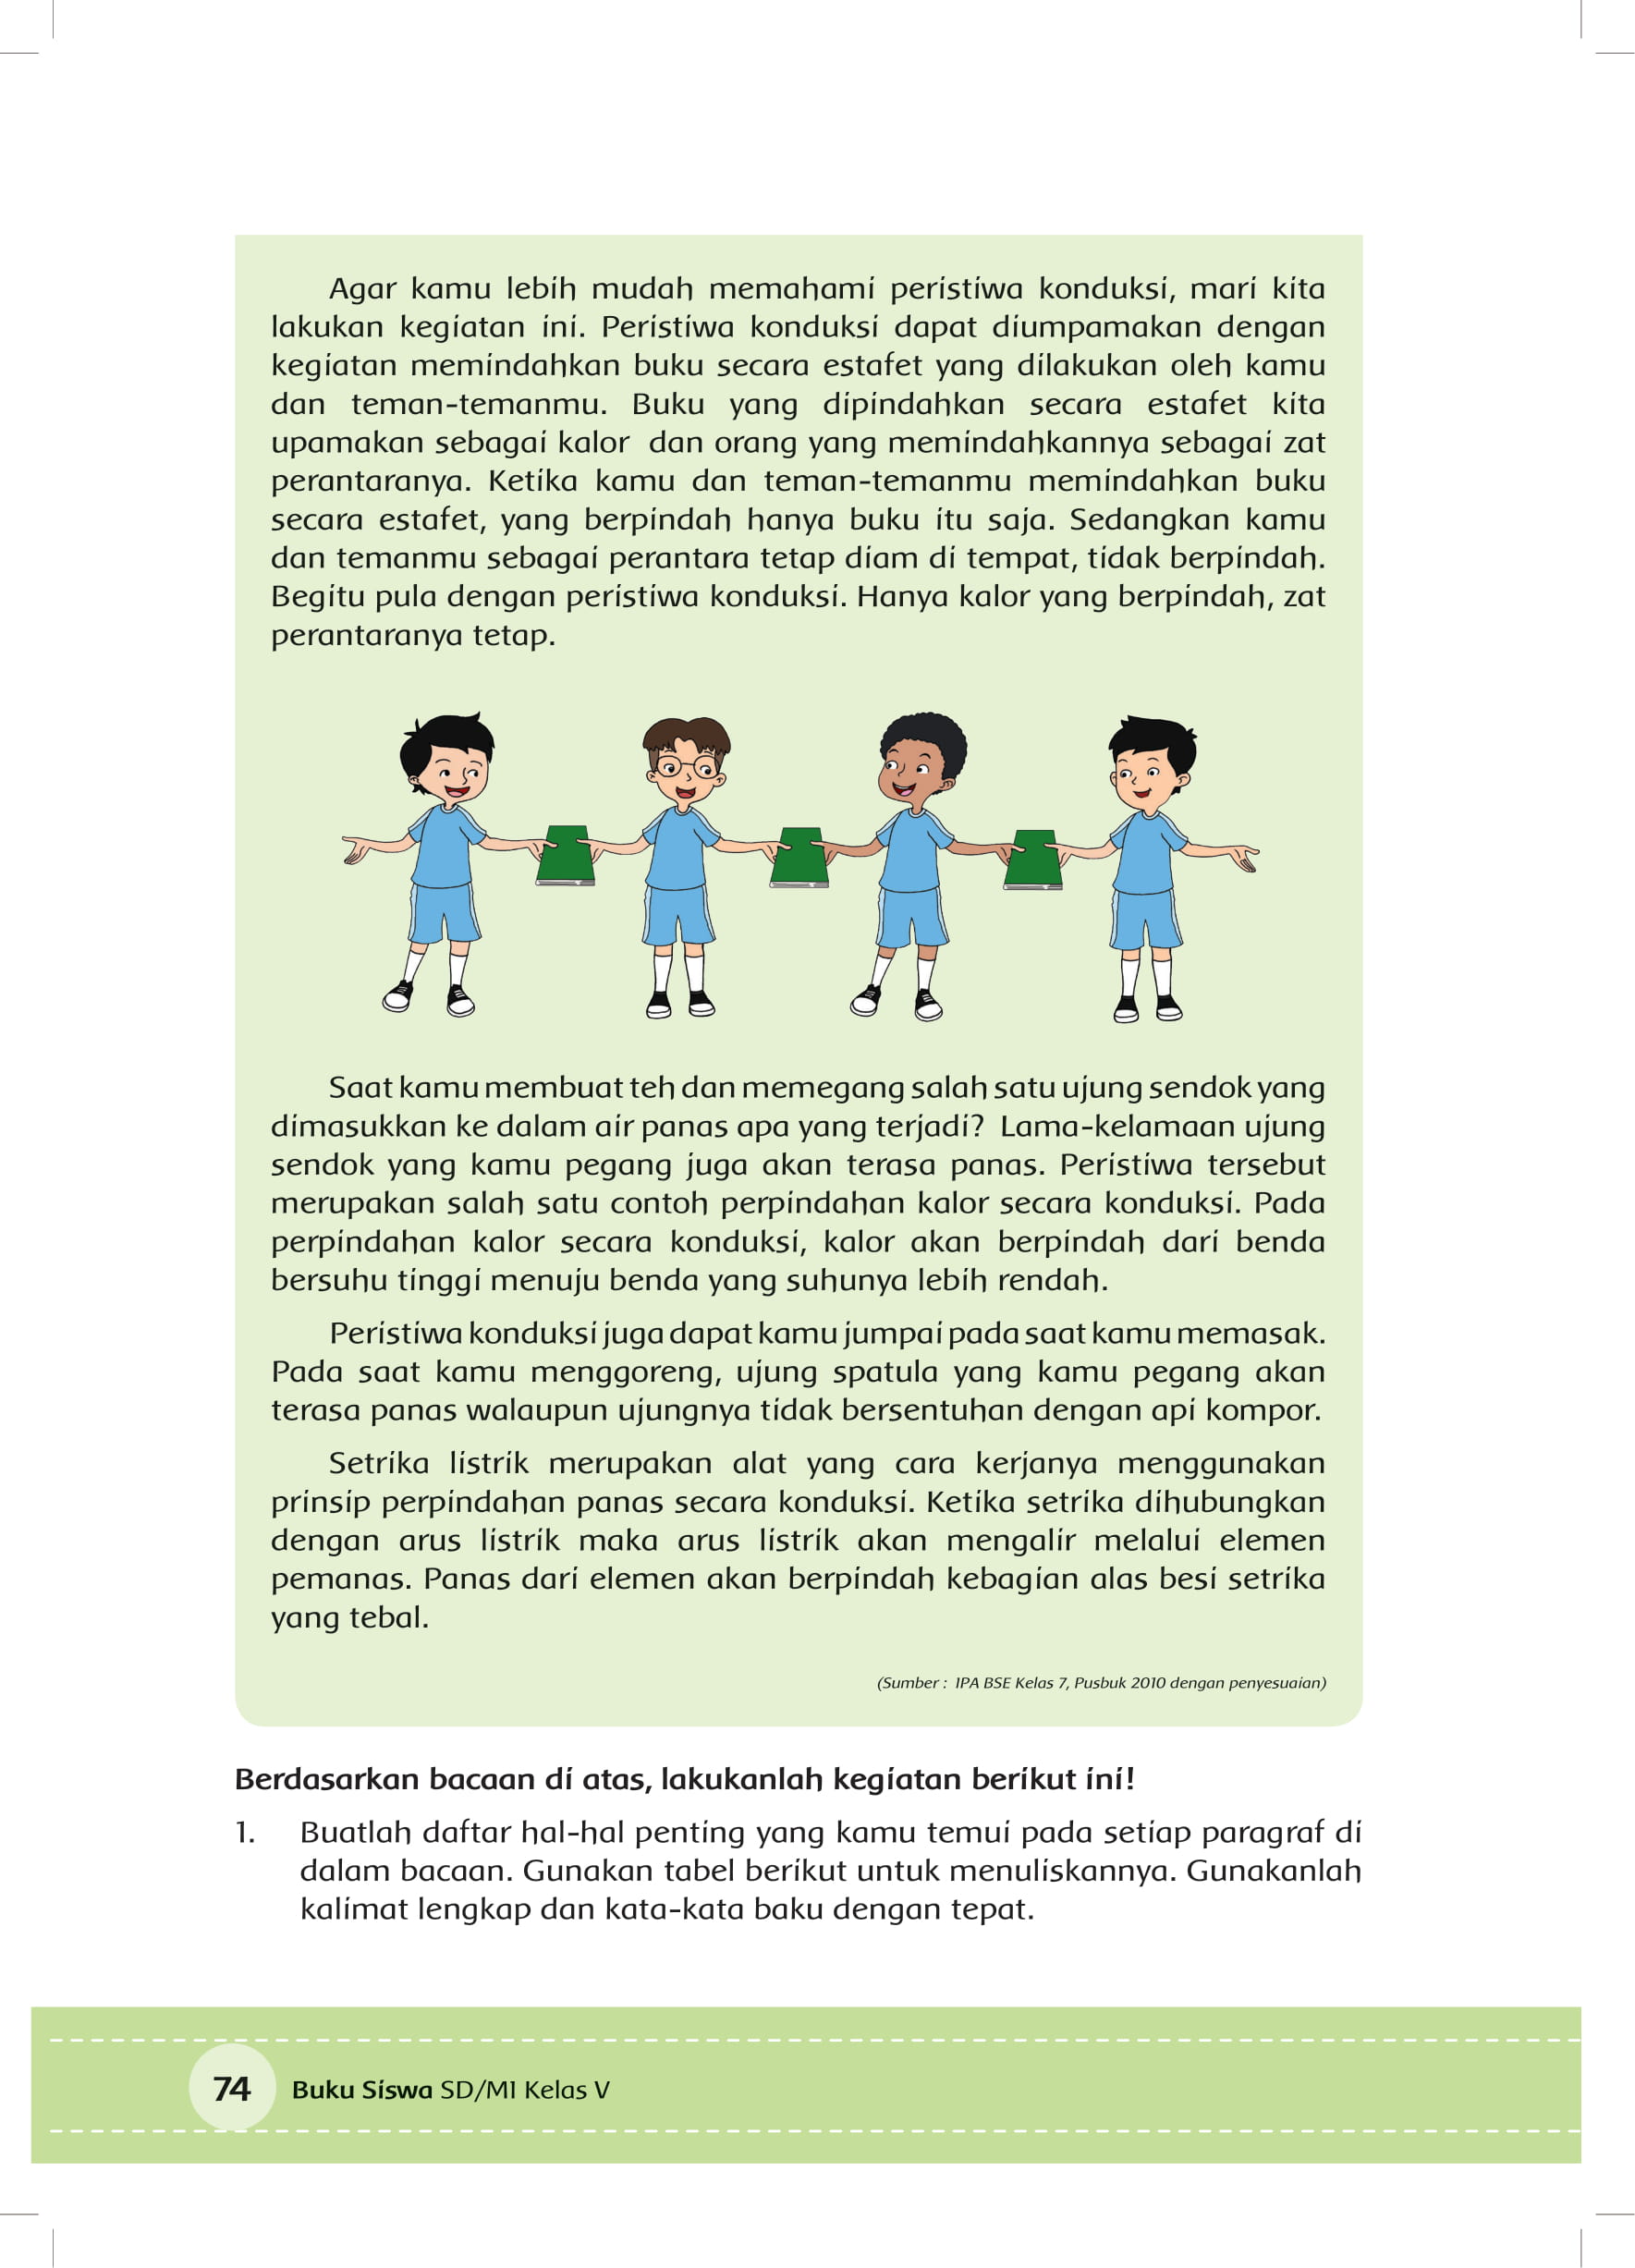 Agar kamu lebih mudah memahami peristiwa konduksi, mari kita
lakukan kegiatan ini. Peristiwa konduksi dapat diumpamakan dengan
kegiatan memindahkan buku secara estafet yang dilakukan oleh kamu
dan teman-temanmu. Buku yang dipindahkan secara estafet kita
upamakan sebagai kalor dan orang yang memindahkannya sebagai zat
perantaranya. Ketika kamu dan teman-temanmu memindahkan buku
secara estafet, yang berpindah hanya buku itu saja. Sedangkan kamu
dan temanmu sebagai perantara tetap diam di tempat, tidak berpindah.
Begitu pula dengan peristiwa konduksi. Hanya kalor yang berpindah, zat
perantaranya tetap.
Saat kamu membuat teh dan memegang salah satu ujung sendok yang
dimasukkan ke dalam air panas apa yang terjadi? Lama-kelamaan ujung
sendok yang kamu pegang juga akan terasa panas. Peristiwa tersebut
merupakan salah satu contoh perpindahan kalor secara konduksi. Pada
perpindahan kalor secara konduksi, kalor akan berpindah dari benda
bersuhu tinggi menuju benda yang suhunya lebih rendah.
Peristiwa konduksi juga dapat kamu jumpai pada saat kamu memasak.
Pada saat kamu menggoreng, ujung spatula yang kamu pegang akan
terasa panas walaupun ujungnya tidak bersentuhan dengan api kompor.
Setrika listrik merupakan alat yang cara kerjanya menggunakan
prinsip perpindahan panas secara konduksi. Ketika setrika dihubungkan
dengan arus listrik maka arus listrik akan mengalir melalui elemen
pemanas. Panas dari elemen akan berpindah kebagian alas besi setrika
yang tebal.
(Sumber : IPA BSE Kelas 7, Pusbuk 2010 dengan penyesuaian)
Berdasarkan bacaan di atas, lakukanlah kegiatan berikut ini!
1. Buatlah daftar hal-hal penting yang kamu temui pada setiap paragraf di
dalam bacaan. Gunakan tabel berikut untuk menuliskannya. Gunakanlah
kalimat lengkap dan kata-kata baku dengan tepat.
74 Buku Siswa SD/MI Kelas V